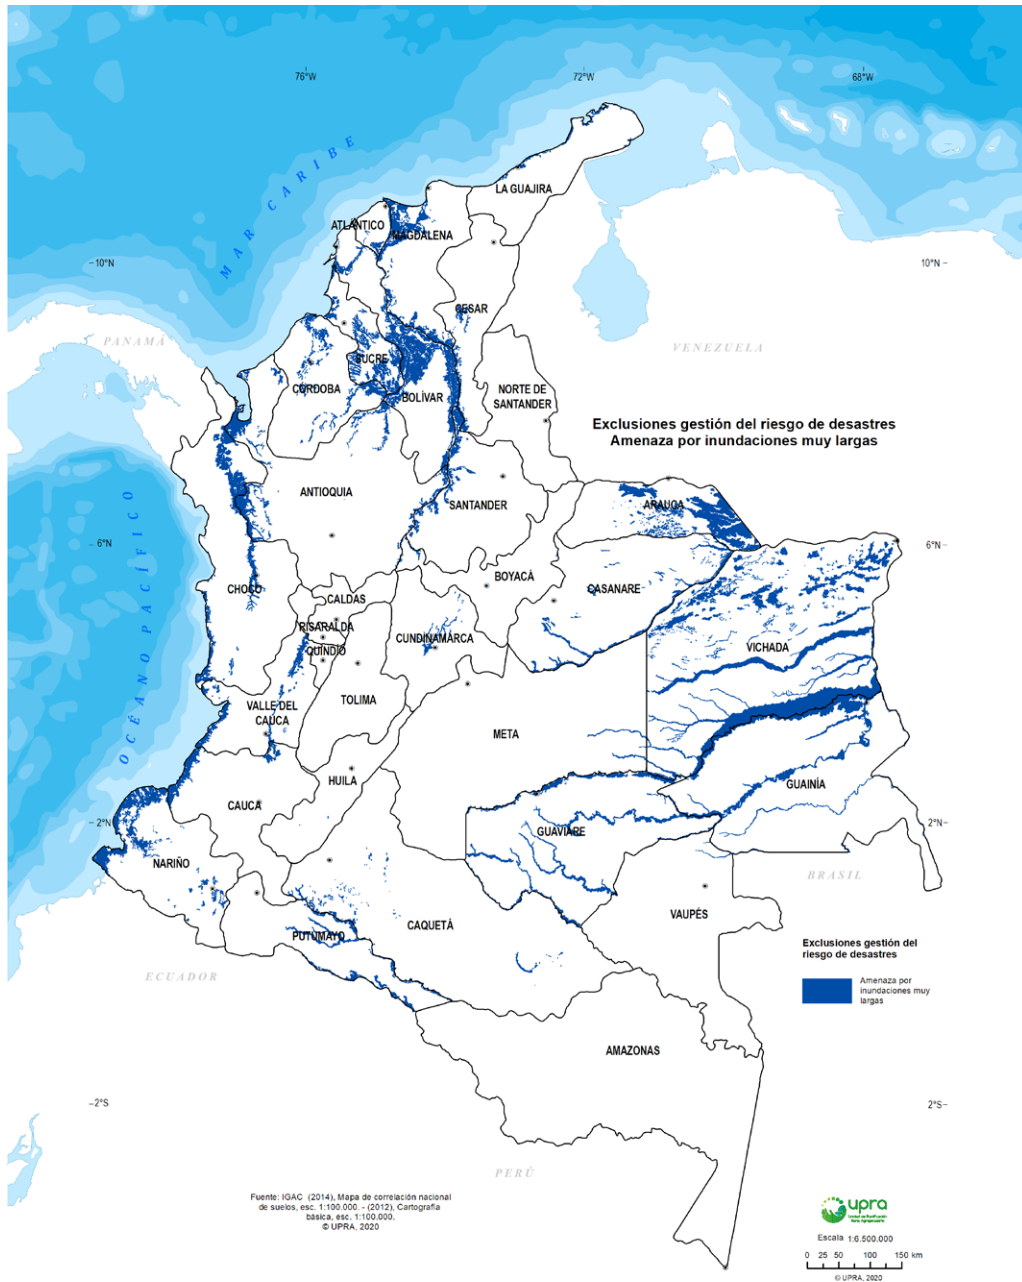 76°W
72°W
68°W
MAR CARIBE
LA GUAJIRA
ATLÁNTICO
MAGDALENA
10°N
10°N
CESAR
PANAMÁ
VENEZUELA
SUCRE
CÓRDOBA
BOLÍVAR
NORTE DE
SANTANDER
Exclusiones gestión del riesgo de desastres
Amenaza por inundaciones muy largas
ANTIOQUIA
SANTANDER
ARAUCA
OCÉANO PACÍFICO
6°N
6°N
CHOCÓ
BOYACÁ
CASANARE
CALDAS
RISARALDA
CUNDINAMARCA
QUINDÍO
VICHADA
TOLIMA
VALLE DEL
CAUCA
META
HUILA
GUAINÍA
CAUCA
2°N
2°N
GUAVIARE
NARIÑO
BRASIL
VAUPÉS
CAQUETÁ
PUTUMAYO
Exclusiones gestión del
riesgo de desastres
ECUADOR
Amenaza por
inundaciones muy
largas
AMAZONAS
2°S
2°S
PERÚ
Fuente: IGAC (2014), Mapa de correlación nacional
de suelos, esc. 1:100.000. - (2012), Cartografía
básica, esc. 1:100.000.
© UPRA, 2020
upra
Unidad de Planificación
Rural Agropecuaria
Escala 1:6.500.000
0 25 50 100 150 km
© UPRA, 2020